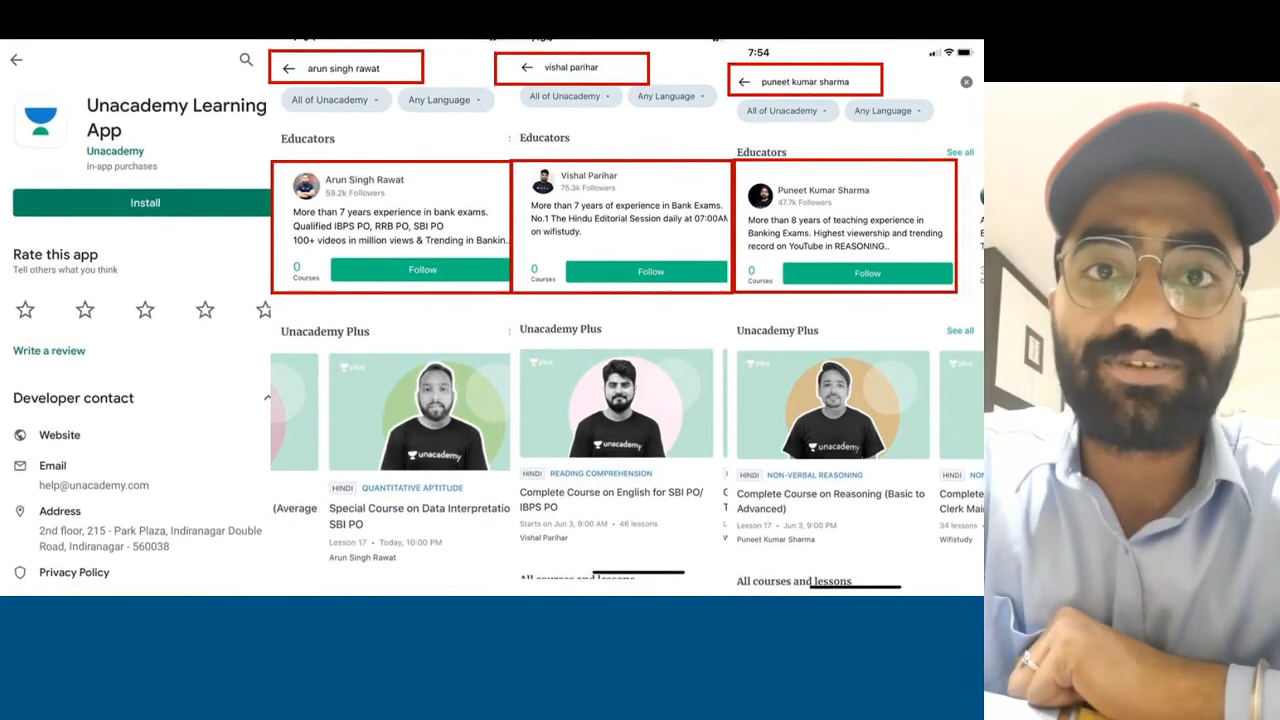 Unacademy Learning
App
Unacademy
In-app purchases
Install
Rate this app
Tell others what you think
Write a review
Developer contact
Website
Email
help@unacademy.com
Address
2nd floor, 215 - Park Plaza, Indiranagar Double
Road, Indiranagar - 560038
Privacy Policy
arun singh rawat
All of Unacademy
Any Language
Educators
Arun Singh Rawat
59.2k Followers
More than 7 years experience in bank exams.
Qualified IBPS PO, RRB PO, SBI PO
100+ videos in million views & Trending in Bankin..
0
Courses
Follow
Unacademy Plus
plus
unacademy
HINDI QUANTITATIVE APTITUDE
(Average
Special Course on Data Interpretatio
SBI PO
Lesson 17 • Today, 10:00 PM
Arun Singh Rawat
vishal parihar
All of Unacademy
Any Language
Educators
Vishal Parihar
75.3k Followers
More than 7 years of experience in Bank Exams.
No.1 The Hindu Editorial Session daily at 07:00AM
on wifistudy.
0
Courses
Follow
Unacademy Plus
plus
unacademy
HINDI READING COMPREHENSION
Complete Course on English for SBI PO/
IBPS PO
Starts on Jun 3, 9:00 AM • 46 lessons
Vishal Parihar
All courses and lessons
7:54
puneet kumar sharma
All of Unacademy
Any Language
Educators
See all
Puneet Kumar Sharma
47.7k Followers
More than 8 years of teaching experience in
Banking Exams. Highest viewership and trending
record on YouTube in REASONING..
0
Courses
Follow
Unacademy Plus
See all
plus
plus
unacademy
HINDI NON-VERBAL REASONING
Complete Course on Reasoning (Basic to
Advanced)
Lesson 17 • Jun 3, 9:00 PM
Puneet Kumar Sharma
HINDI NON
Complete
Clerk Mai
34 lessons
Wifistudy
All courses and lessons